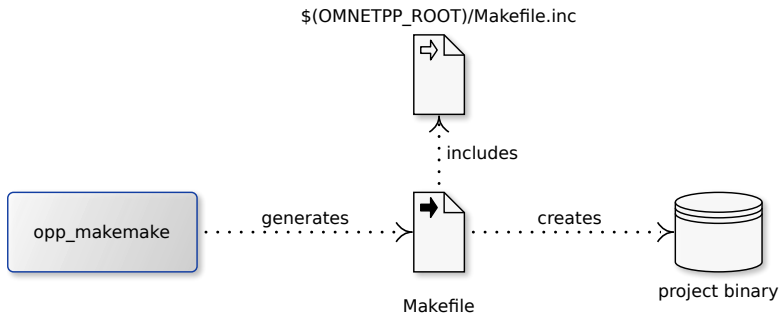 $(OMNETPP_ROOT)/Makefile.inc
includes
opp_makemake
generates
creates
Makefile
project binary